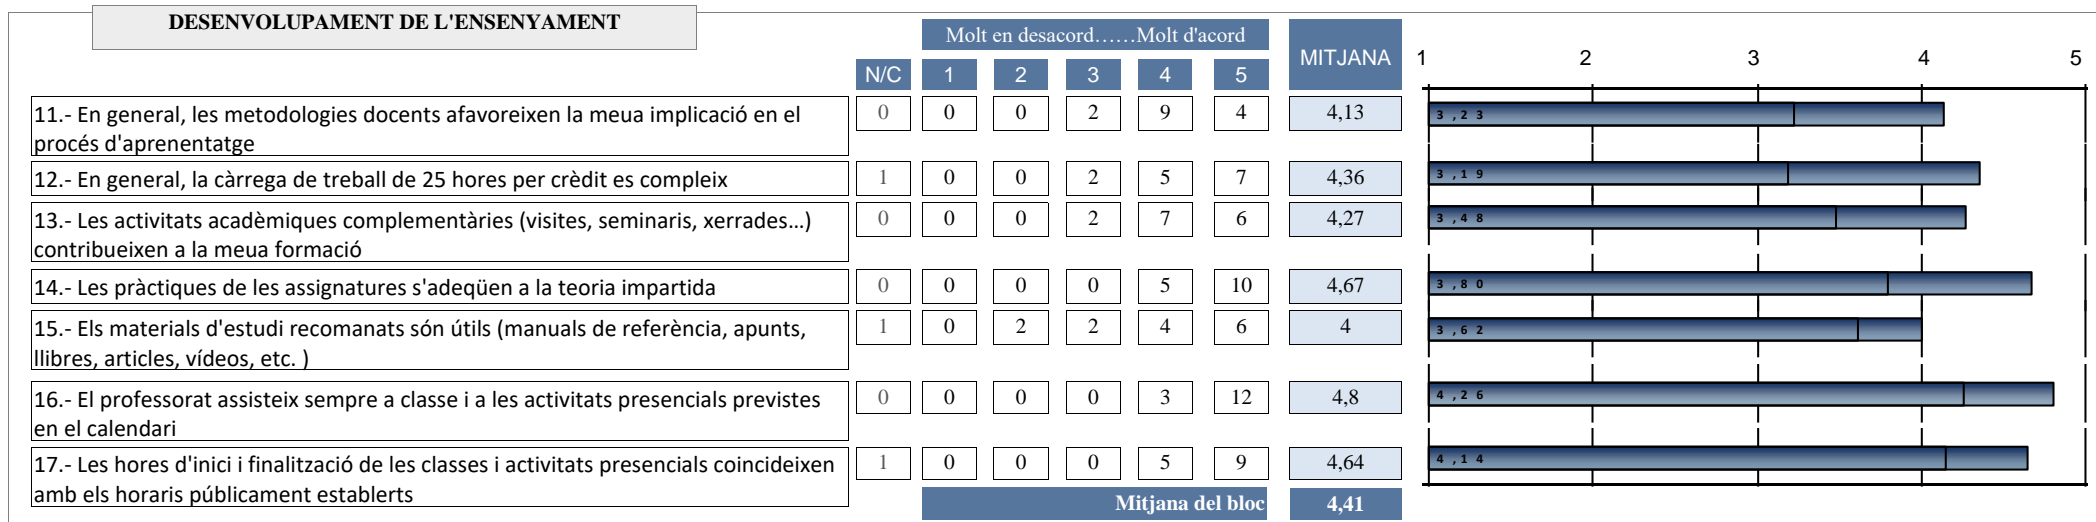 DESENVOLUPAMENT DE L'ENSENYAMENT
Molt en desacord……Molt d'acord
MITJANA
N/C 1 2 3 4 5
1 2 3 4 5
11.- En general, les metodologies docents afavoreixen la meua implicació en el
procés d'aprenentatge
0 0 0 2 9 4 4,13
3,23
12.- En general, la càrrega de treball de 25 hores per crèdit es compleix
1 0 0 2 5 7 4,36
3,19
13.- Les activitats acadèmiques complementàries (visites, seminaris, xerrades…)
contribueixen a la meua formació
0 0 0 2 7 6 4,27
3,48
14.- Les pràctiques de les assignatures s'adeqüen a la teoria impartida
0 0 0 0 5 10 4,67
3,80
15.- Els materials d'estudi recomanats són útils (manuals de referència, apunts,
llibres, articles, vídeos, etc. )
1 0 2 2 4 6 4
3,62
16.- El professorat assisteix sempre a classe i a les activitats presencials previstes
en el calendari
0 0 0 0 3 12 4,8
4,26
17.- Les hores d'inici i finalització de les classes i activitats presencials coincideixen
amb els horaris públicament establerts
1 0 0 0 5 9 4,64
4,14
Mitjana del bloc 4,41